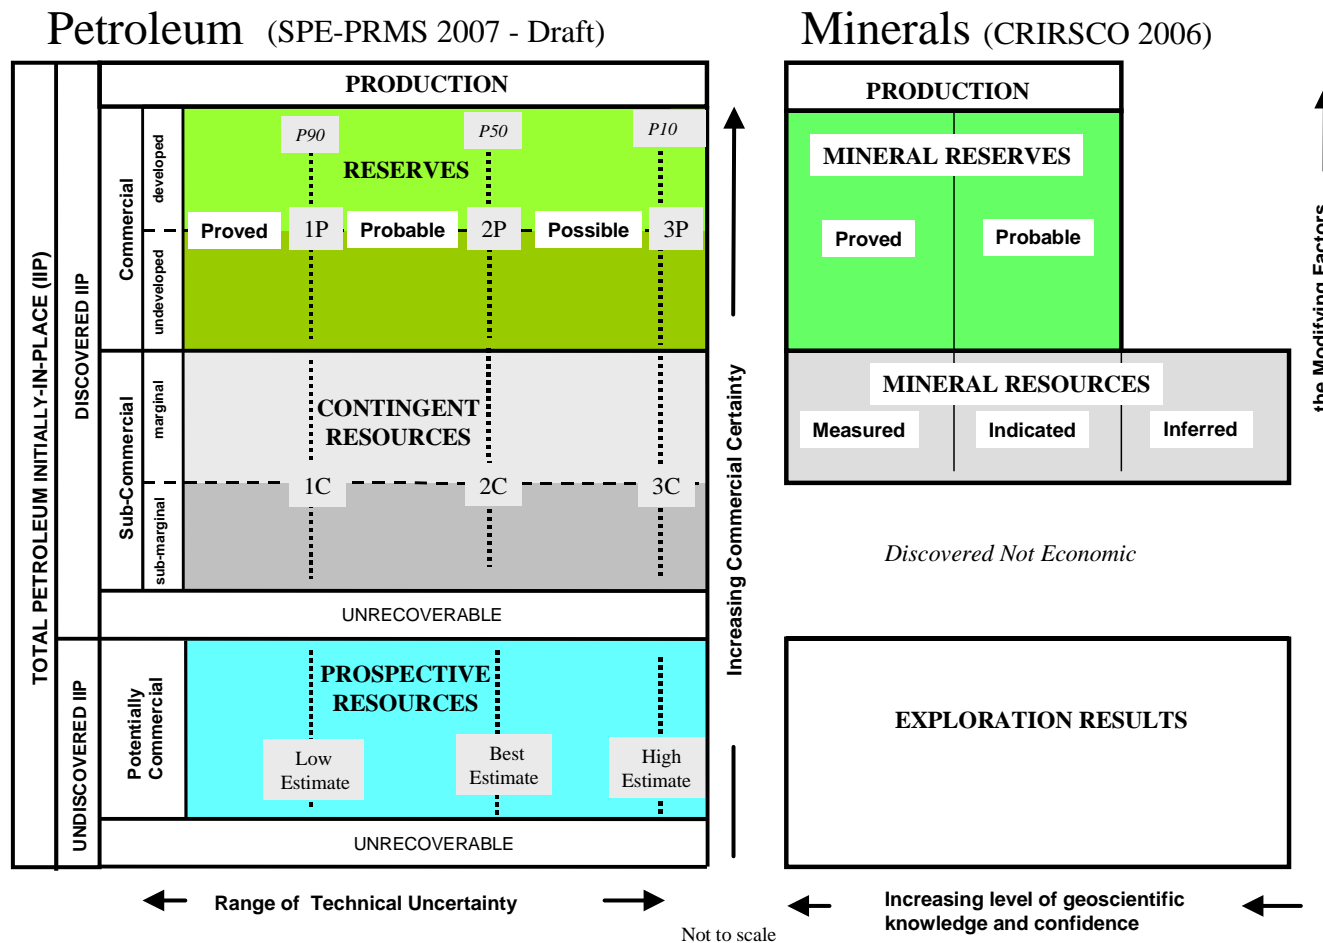 Petroleum (SPE-PRMS 2007 - Draft)
Minerals (CRIRSCO 2006)
TOTAL PETROLEUM INITIALLY-IN-PLACE (IIP)
DISCOVERED IIP
UNDISCOVERED IIP
PRODUCTION
Commercial
developed
undeveloped
P90
P50
P10
RESERVES
Proved
1P
Probable
2P
Possible
3P
Sub-Commercial
marginal
sub-marginal
CONTINGENT
RESOURCES
1C
2C
3C
UNRECOVERABLE
Potentially
Commercial
PROSPECTIVE
RESOURCES
Low
Estimate
Best
Estimate
High
Estimate
UNRECOVERABLE
Range of Technical Uncertainty
Increasing Commercial Certainty
PRODUCTION
MINERAL RESERVES
Proved
Probable
MINERAL RESOURCES
Measured
Indicated
Inferred
Discovered Not Economic
EXPLORATION RESULTS
Increasing level of geoscientific
knowledge and confidence
the Modifying Factors
Not to scale